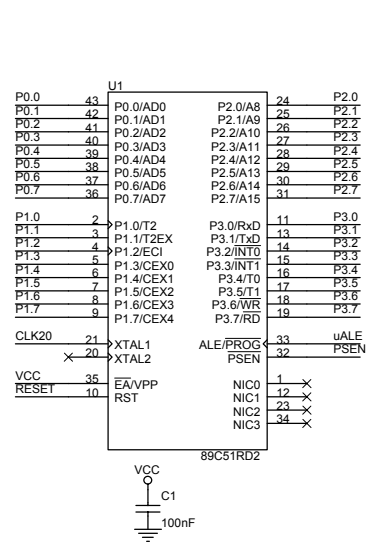 U1
P0.0 43 P0.0/AD0 P2.0/A8 24 P2.0
P0.1 42 P0.1/AD1 P2.1/A9 25 P2.1
P0.2 41 P0.2/AD2 P2.2/A10 26 P2.2
P0.3 40 P0.3/AD3 P2.3/A11 27 P2.3
P0.4 39 P0.4/AD4 P2.4/A12 28 P2.4
P0.5 38 P0.5/AD5 P2.5/A13 29 P2.5
P0.6 37 P0.6/AD6 P2.6/A14 30 P2.6
P0.7 36 P0.7/AD7 P2.7/A15 31 P2.7
P1.0 2 P1.0/T2 P3.0/RxD 11 P3.0
P1.1 3 P1.1/T2EX P3.1/TxD 13 P3.1
P1.2 4 P1.2/ECI P3.2/INT0 14 P3.2
P1.3 5 P1.3/CEX0 P3.3/INT1 15 P3.3
P1.4 6 P1.4/CEX1 P3.4/T0 16 P3.4
P1.5 7 P1.5/CEX2 P3.5/T1 17 P3.5
P1.6 8 P1.6/CEX3 P3.6/WR 18 P3.6
P1.7 9 P1.7/CEX4 P3.7/RD 19 P3.7
CLK20 21 XTAL1 ALE/PROG 33 uALE
20 XTAL2 PSEN 32 PSEN
VCC 35 EA/VPP NIC0 1
RESET 10 RST NIC1 12
NIC2 23
NIC3 34
89C51RD2
VCC
C1
100nF